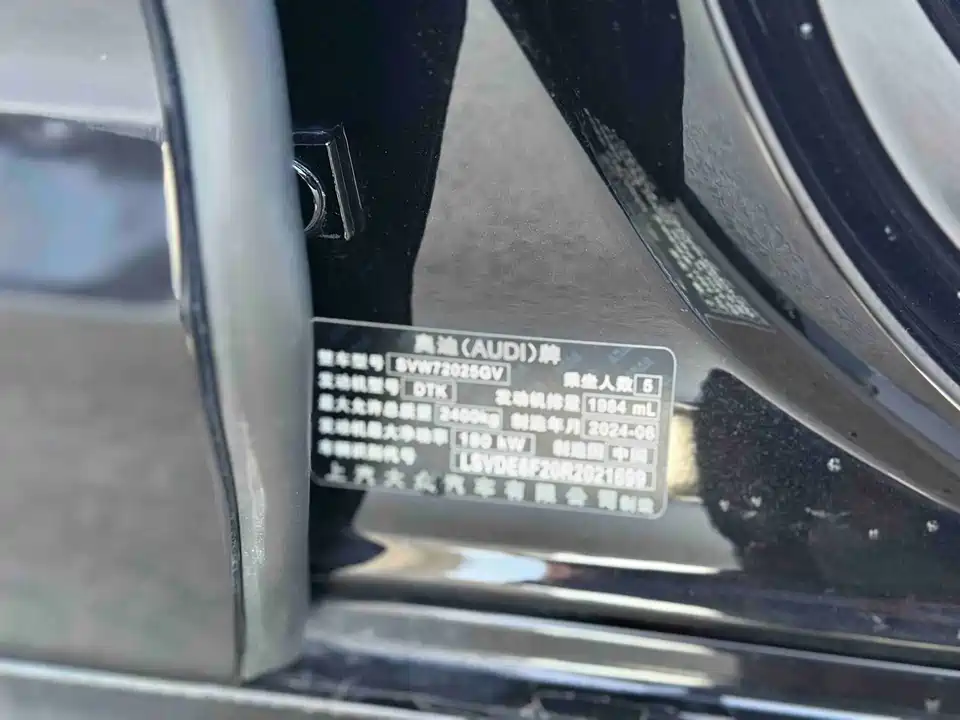 奥迪(AUDI)牌
整车型号 SVW72025GV 乘坐人数 5
发动机型号 DTK 发动机排量 1984 mL
最大允许总质量 2400kg 制造年月 2024-06
发动机最大净功率 kW 制造国 中国
车辆识别代号
上汽大众汽车有限公司制造